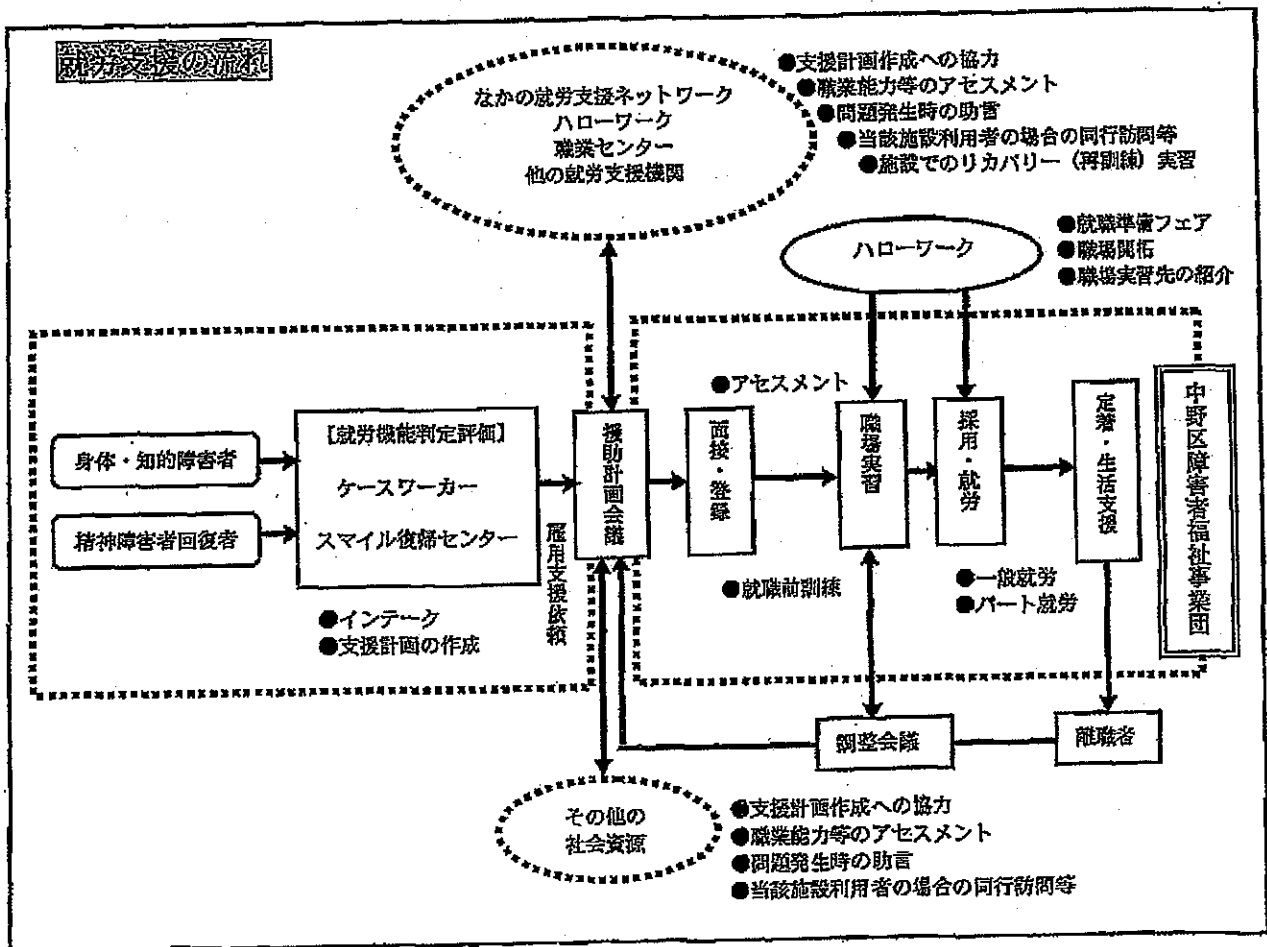 就労支援の流れ
なかの就労支援ネットワーク
ハローワーク
職業センター
他の就労支援機関
●支援計画作成への協力
●職業能力等のアセスメント
●問題発生時の助言
●当該施設利用者の場合の同行訪問等
●施設でのリカバリー（再訓練）実習
ハローワーク
●就職準備フェア
●職場開拓
●職場実習先の紹介
身体・知的障害者
精神障害者回復者
［就労機能判定評価］
ケースワーカー
スマイル復帰センター
●インテーク
●支援計画の作成
雇用支援依頼
援助計画会議
●アセスメント
面接・登録
●就職前訓練
職場実習
採用・就労
●一般就労
●パート就労
定着・生活支援
中野区障害者福祉事業団
調整会議
離職者
その他の
社会資源
●支援計画作成への協力
●職業能力等のアセスメント
●問題発生時の助言
●当該施設利用者の場合の同行訪問等